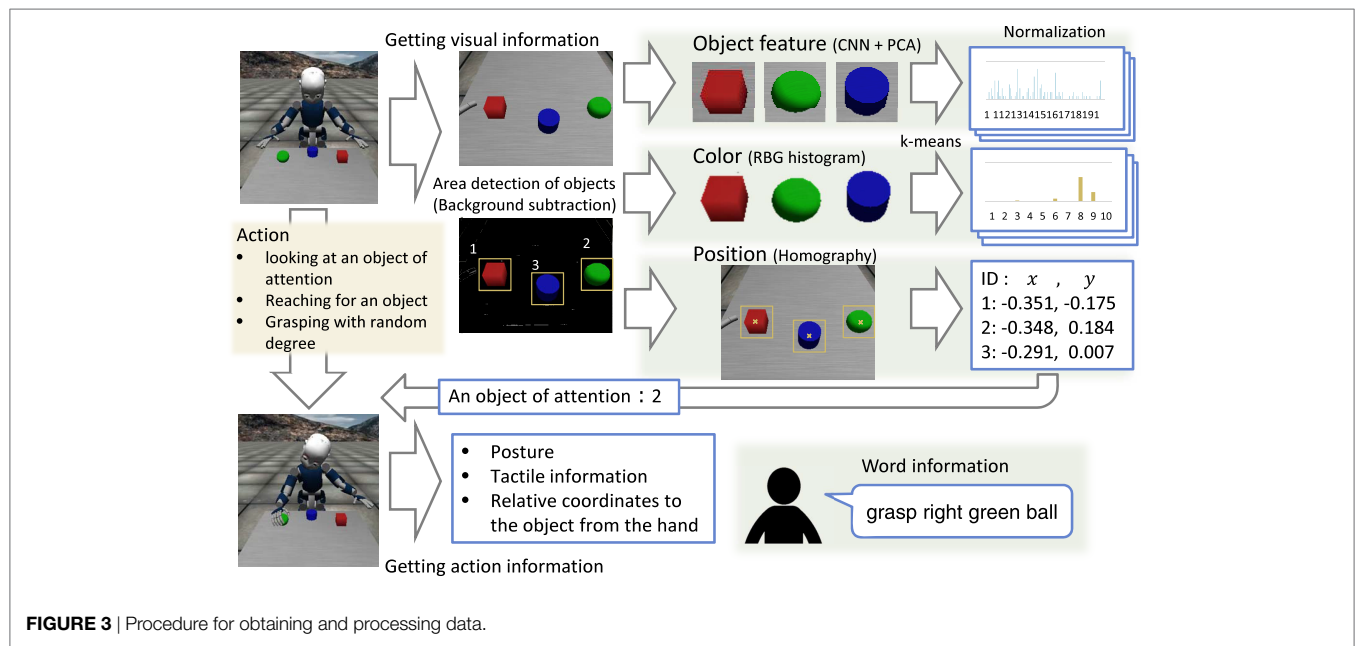 Getting visual information
Object feature (CNN + PCA)
Normalization
1 112131415161718191
Area detection of objects
(Background subtraction)
Color (RBG histogram)
k-means
1 2 3 4 5 6 7 8 9 10
Action
• looking at an object of
attention
• Reaching for an object
• Grasping with random
degree
1
2
3
Position (Homography)
ID : x , y
1: -0.351, -0.175
2: -0.348, 0.184
3: -0.291, 0.007
An object of attention : 2
• Posture
• Tactile information
• Relative coordinates to
the object from the hand
Getting action information
Word information
grasp right green ball
FIGURE 3 | Procedure for obtaining and processing data.